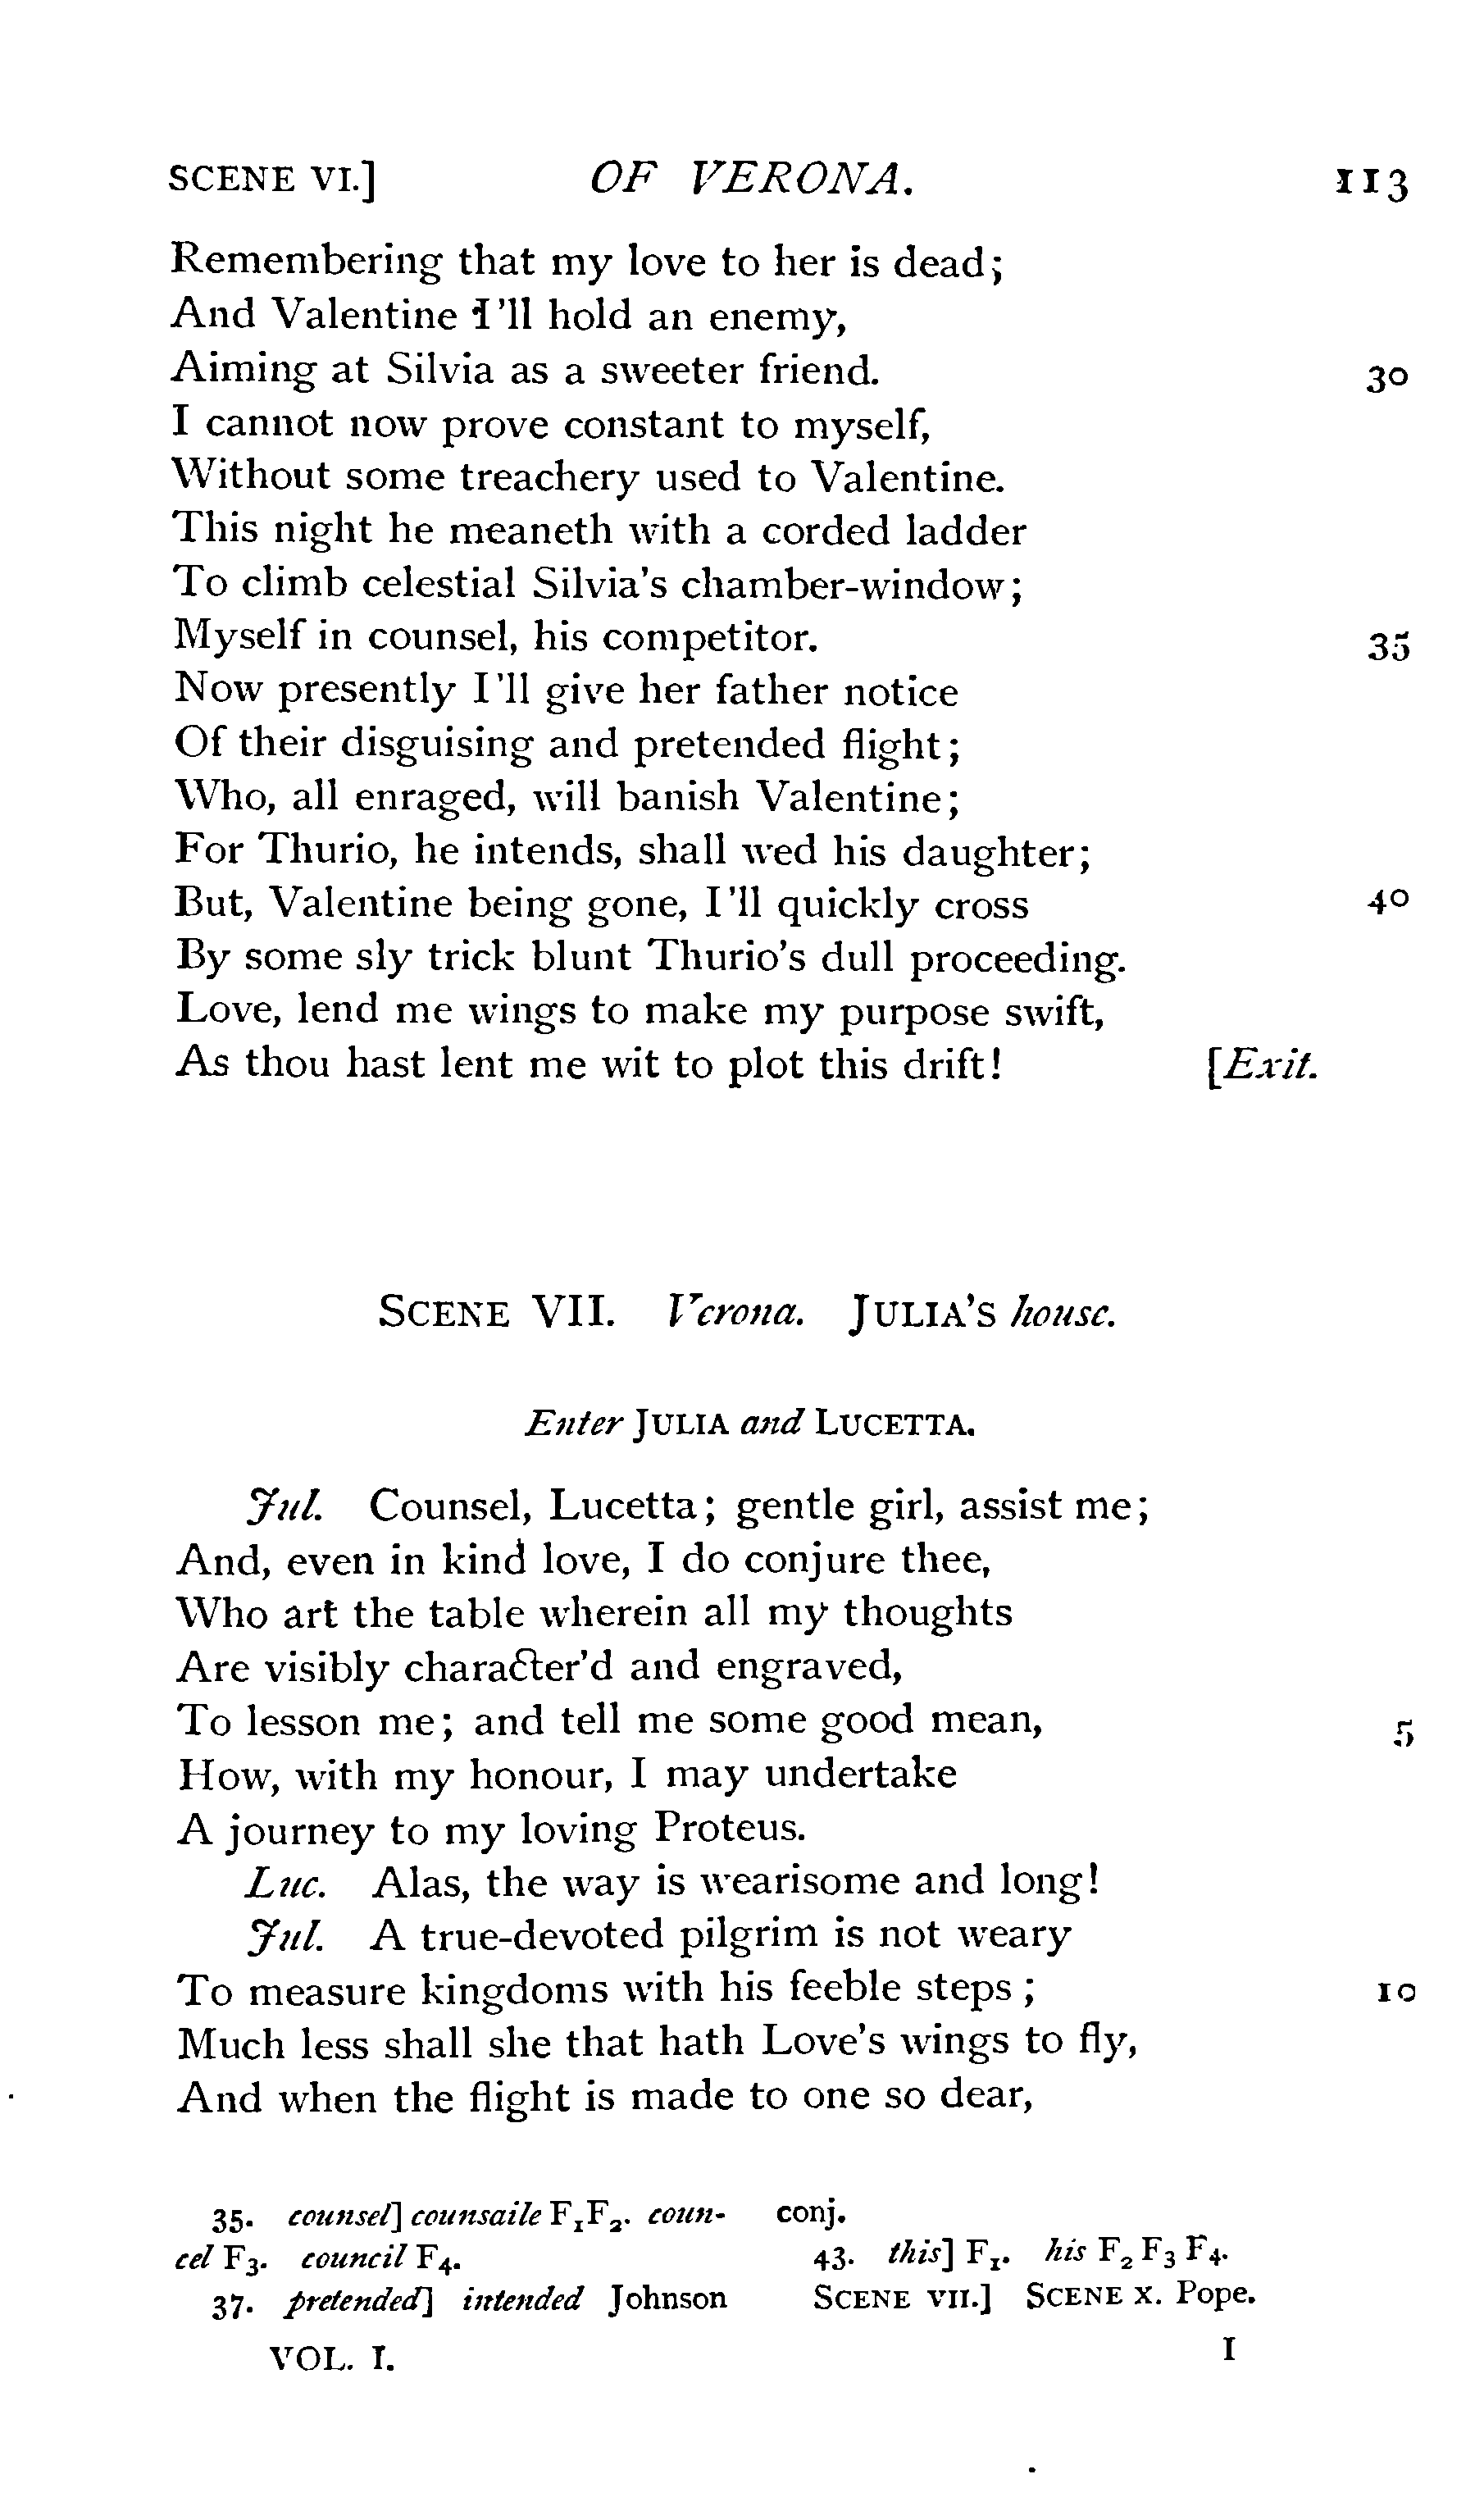 SCENE VI.] OF VERONA. 113
Remembering that my love to her is dead;
And Valentine I'll hold an enemy,
Aiming at Silvia as a sweeter friend. 30
I cannot now prove constant to myself,
Without some treachery used to Valentine.
This night he meaneth with a corded ladder
To climb celestial Silvia's chamber-window;
Myself in counsel, his competitor. 35
Now presently I'll give her father notice
Of their disguising and pretended flight;
Who, all enraged, will banish Valentine;
For Thurio, he intends, shall wed his daughter;
But, Valentine being gone, I'll quickly cross 40
By some sly trick blunt Thurio's dull proceeding.
Love, lend me wings to make my purpose swift,
As thou hast lent me wit to plot this drift! [Exit.
SCENE VII. Verona. JULIA'S house.
Enter JULIA and LUCETTA.
Jul. Counsel, Lucetta; gentle girl, assist me;
And, even in kind love, I do conjure thee,
Who art the table wherein all my thoughts
Are visibly character'd and engraved,
To lesson me; and tell me some good mean, 5
How, with my honour, I may undertake
A journey to my loving Proteus.
Luc. Alas, the way is wearisome and long!
Jul. A true-devoted pilgrim is not weary
To measure kingdoms with his feeble steps; 10
Much less shall she that hath Love's wings to fly,
And when the flight is made to one so dear,
35. counsel] counsaile F1F2. coun-
cel F3. council F4.
37. pretended] intended Johnson
conj.
43. this] F1. his F2 F3 F4.
SCENE VII.] SCENE X. Pope.
VOL. I. I